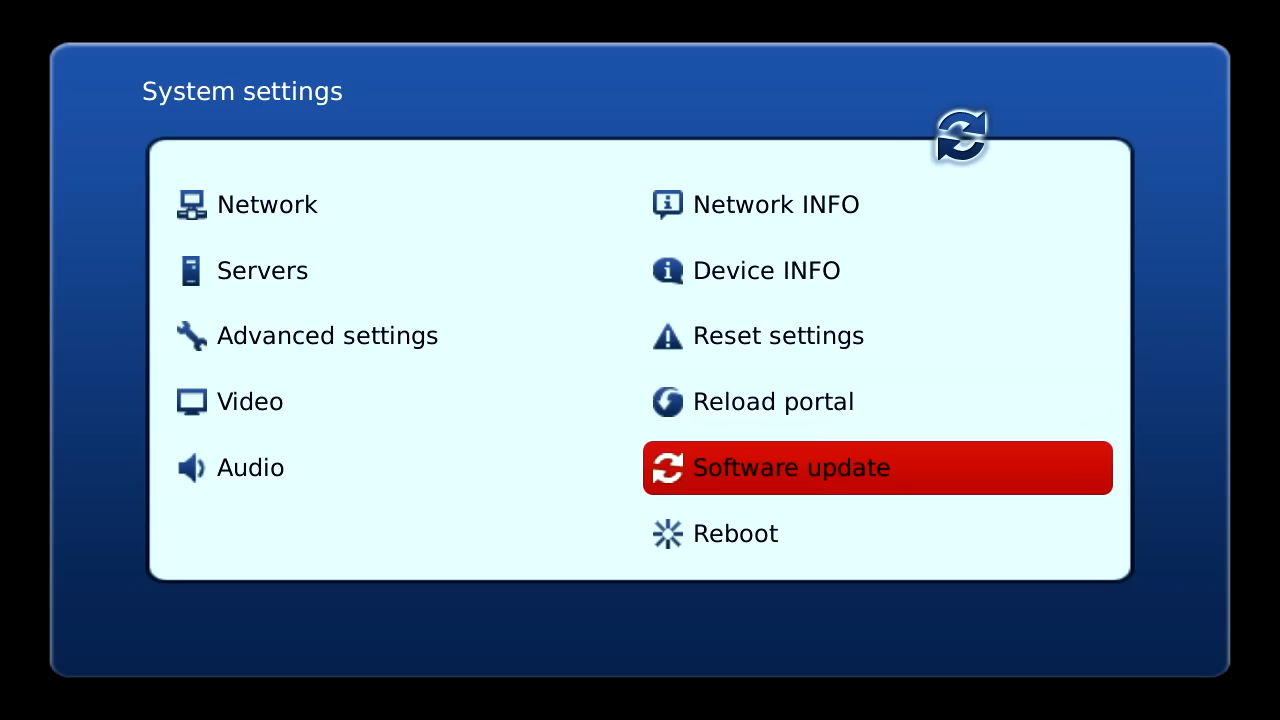 System settings
Network
Servers
Advanced settings
Video
Audio
Network INFO
Device INFO
Reset settings
Reload portal
Software update
Reboot